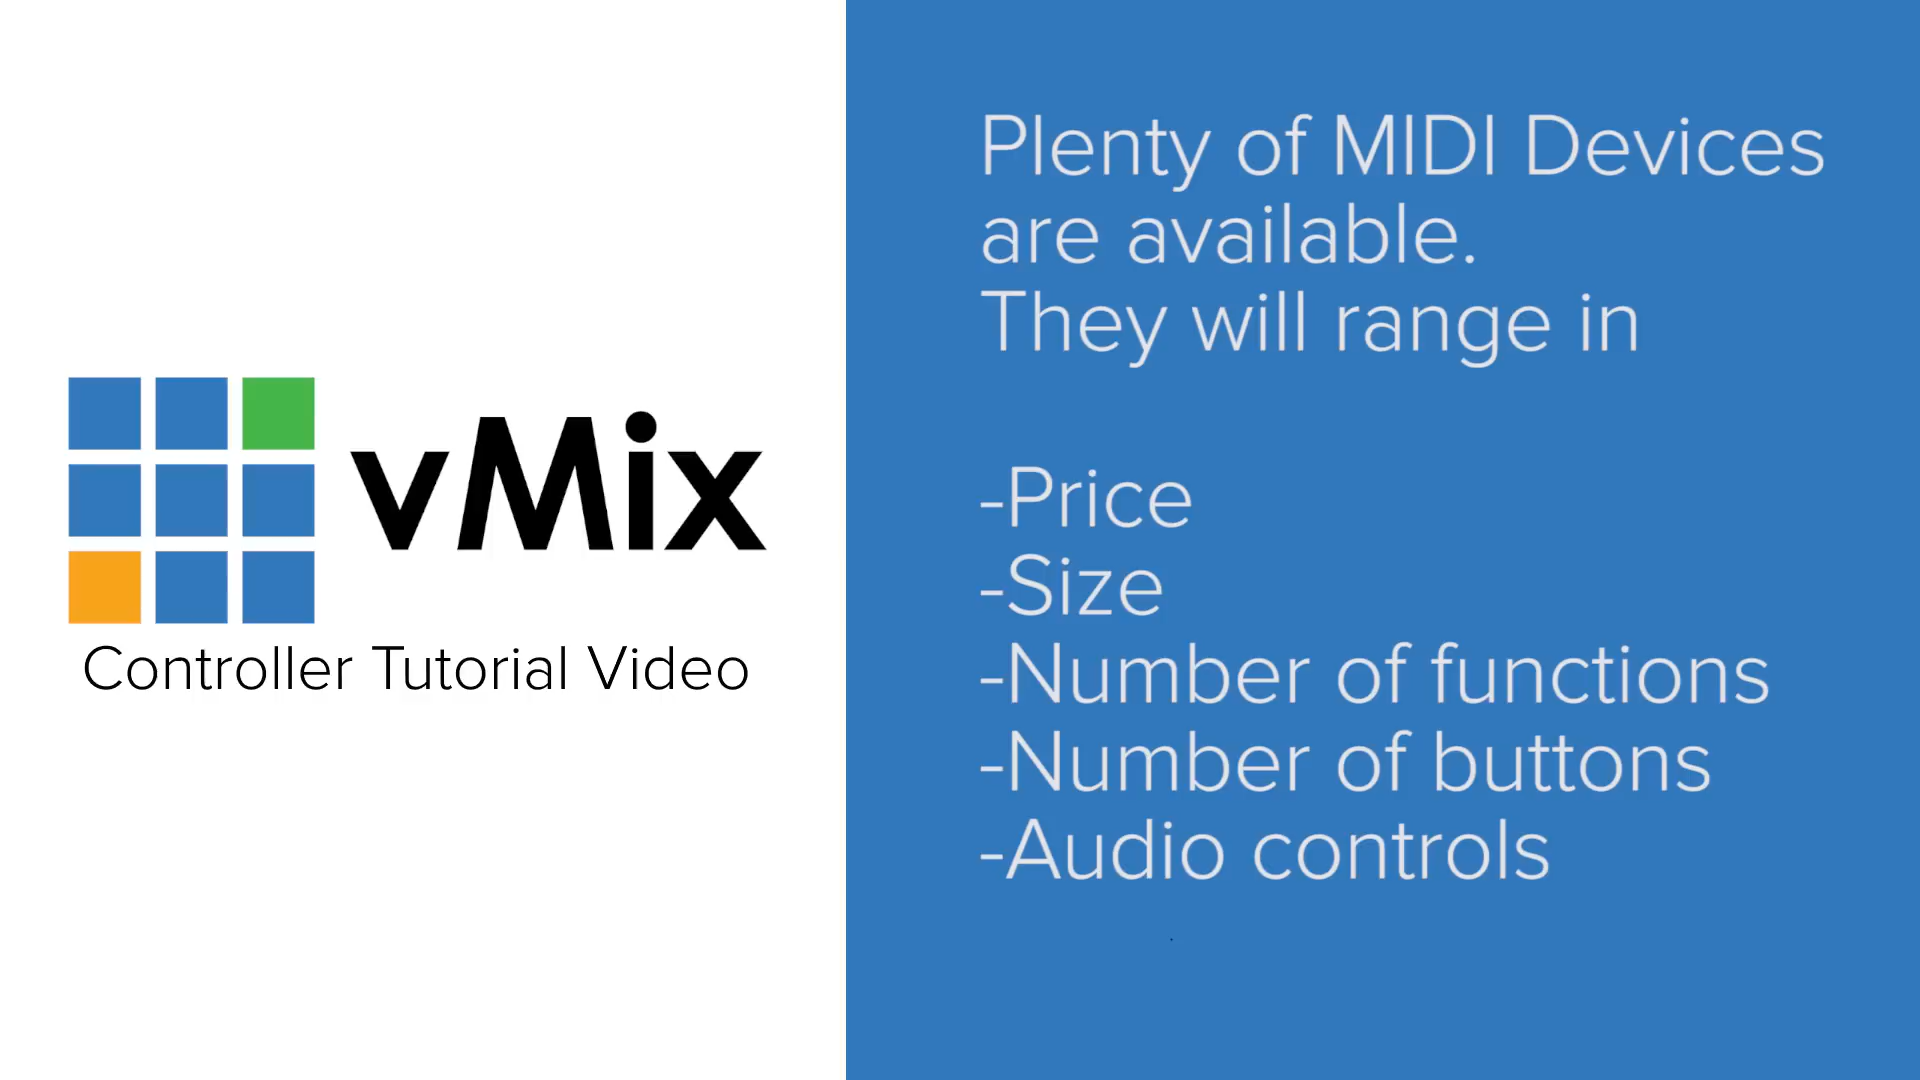 vMix
Controller Tutorial Video
Plenty of MIDI Devices
are available.
They will range in
-Price
-Size
-Number of functions
-Number of buttons
-Audio controls